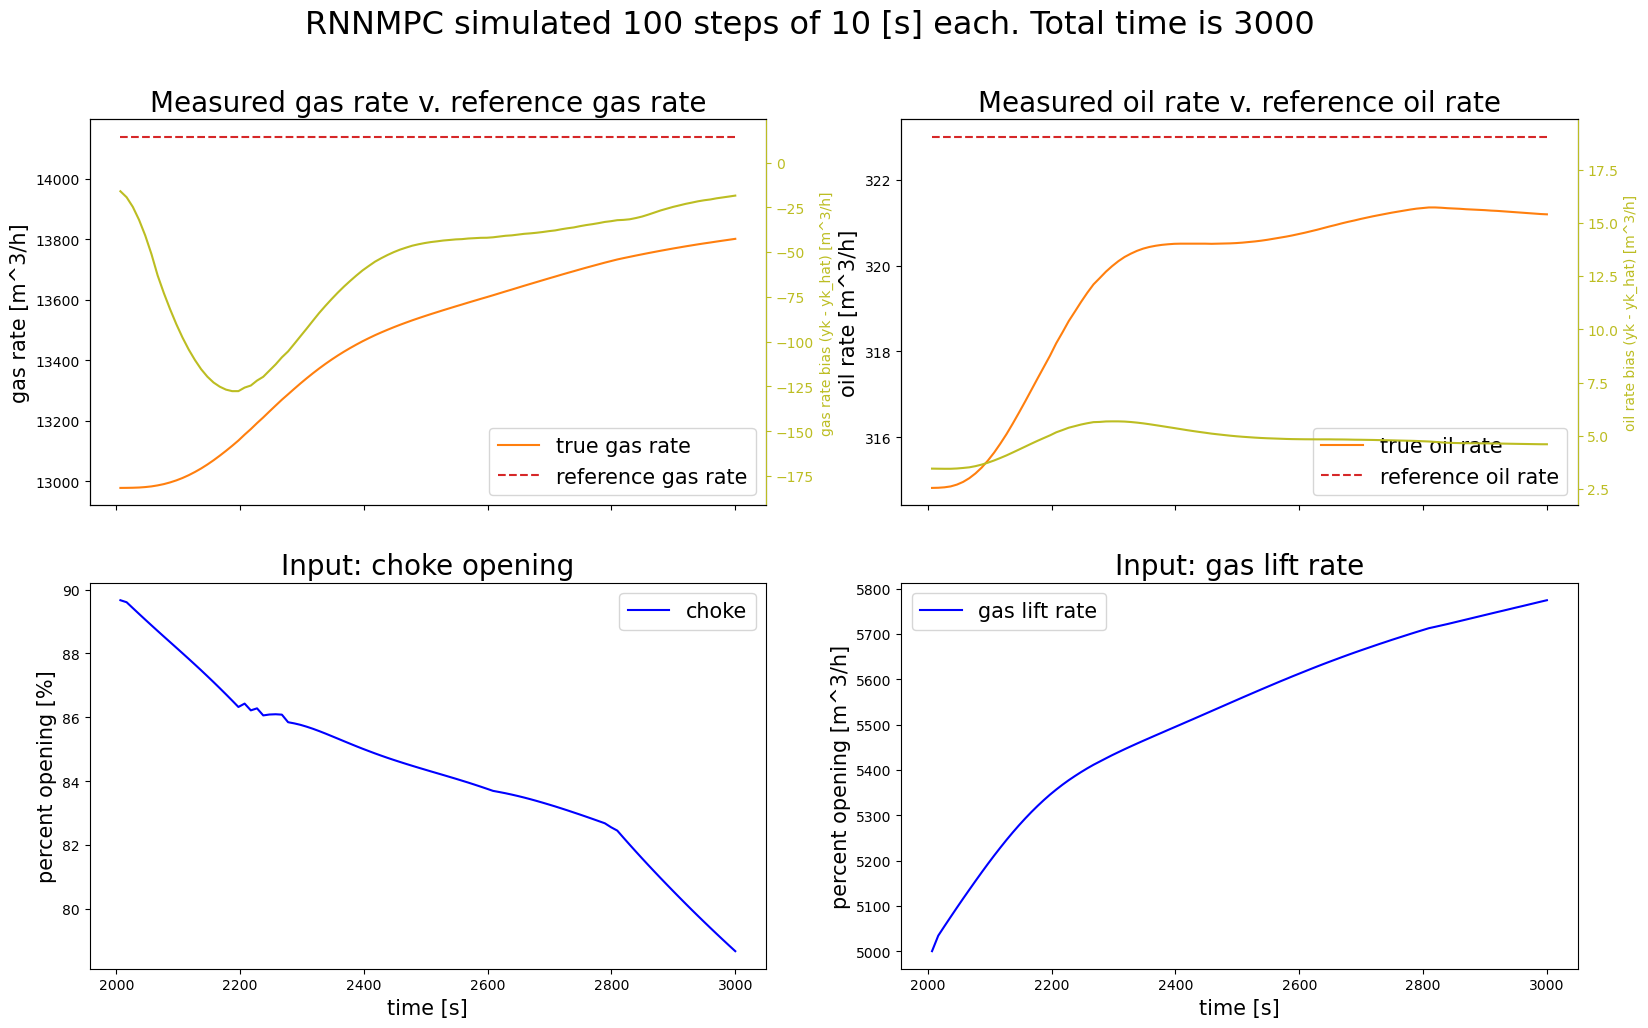 RNNMPC simulated 100 steps of 10 [s] each. Total time is 3000
Measured gas rate v. reference gas rate
gas rate [m^3/h]
14000
13800
13600
13400
13200
13000
0
−25
−50
−75
−100
−125
−150
−175
gas rate bias (yk - yk_hat) [m^3/h]
true gas rate
reference gas rate
Measured oil rate v. reference oil rate
oil rate [m^3/h]
322
320
318
316
17.5
15.0
12.5
10.0
7.5
5.0
2.5
oil rate bias (yk - yk_hat) [m^3/h]
true oil rate
reference oil rate
Input: choke opening
percent opening [%]
90
88
86
84
82
80
choke
2000 2200 2400 2600 2800 3000
time [s]
Input: gas lift rate
percent opening [m^3/h]
5800
5700
5600
5500
5400
5300
5200
5100
5000
gas lift rate
2000 2200 2400 2600 2800 3000
time [s]